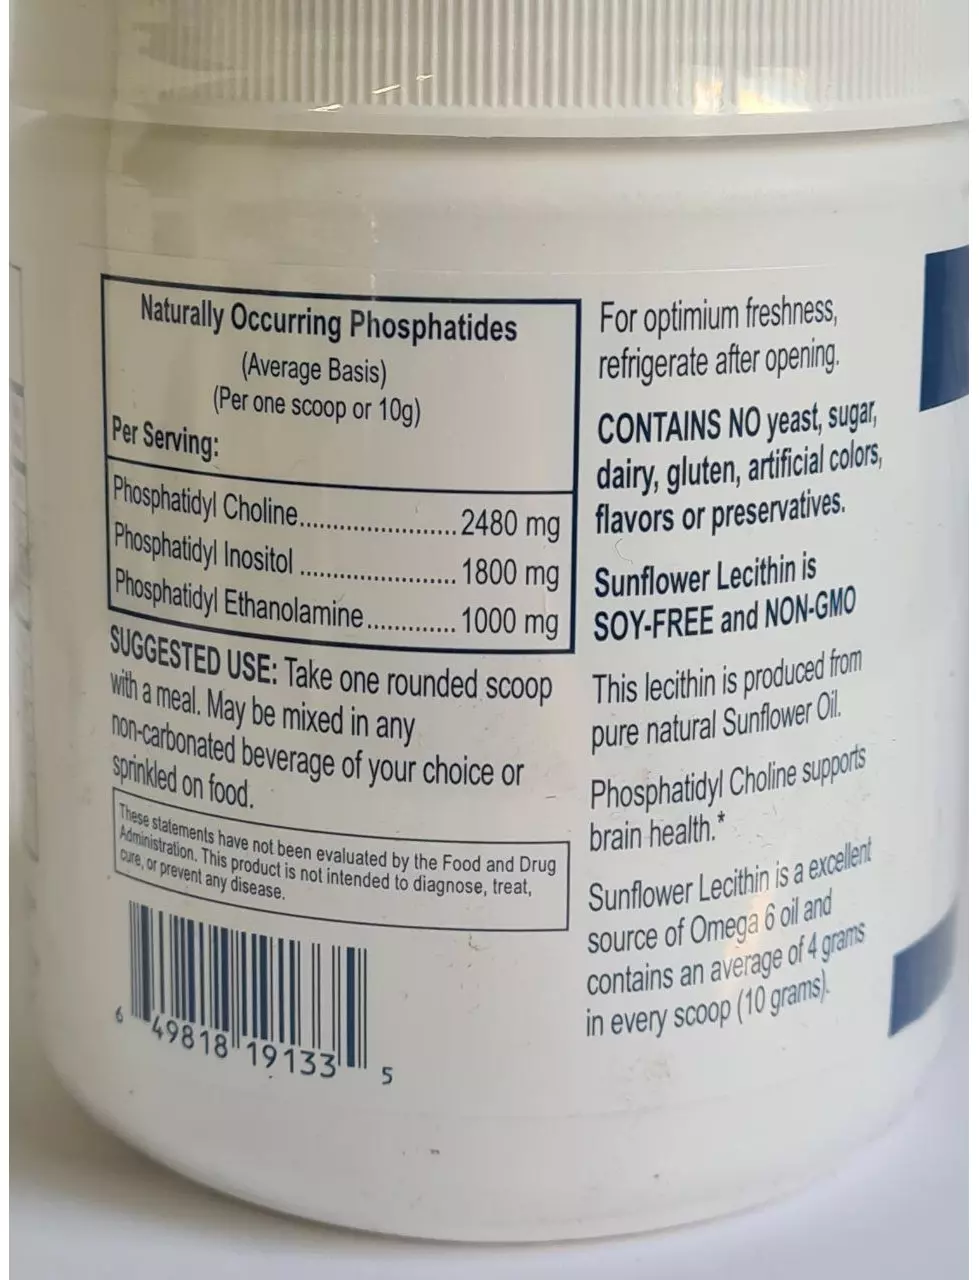 Naturally Occurring Phosphatides
(Average Basis)
(Per one scoop or 10g)
Per Serving:
Phosphatidyl Choline......................2480 mg
Phosphatidyl Inositol ......................1800 mg
Phosphatidyl Ethanolamine.............1000 mg
SUGGESTED USE: Take one rounded scoop
with a meal. May be mixed in any
non-carbonated beverage of your choice or
sprinkled on food.
These statements have not been evaluated by the Food and Drug
Administration. This product is not intended to diagnose, treat,
cure, or prevent any disease.
6 49818 19133 5
For optimium freshness,
refrigerate after opening.
CONTAINS NO yeast, sugar,
dairy, gluten, artificial colors,
flavors or preservatives.
Sunflower Lecithin is
SOY-FREE and NON-GMO
This lecithin is produced from
pure natural Sunflower Oil.
Phosphatidyl Choline supports
brain health.*
Sunflower Lecithin is a excellent
source of Omega 6 oil and
contains an average of 4 grams
in every scoop (10 grams).